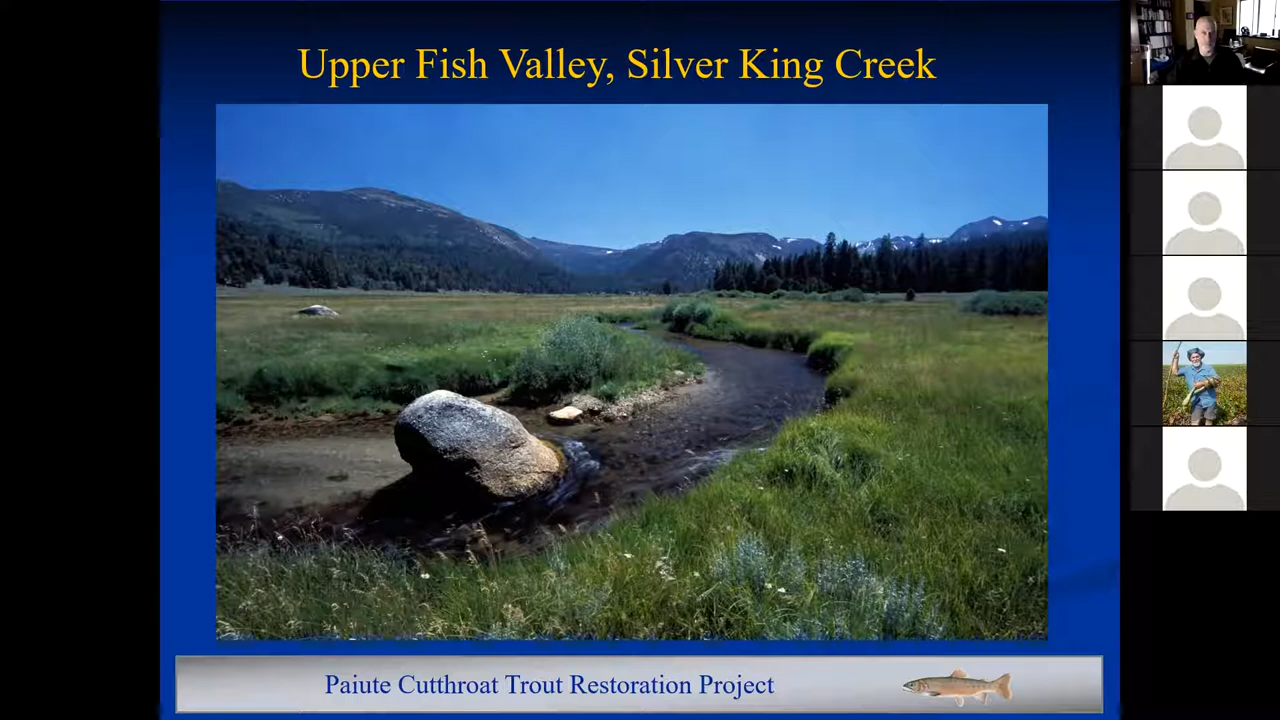 Upper Fish Valley, Silver King Creek
Paiute Cutthroat Trout Restoration Project